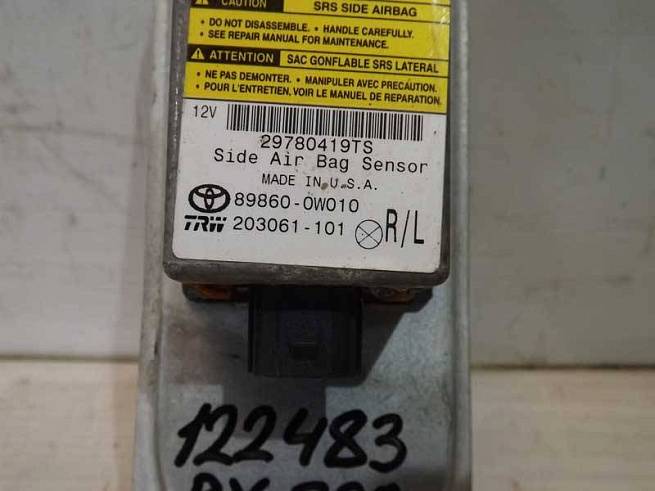 CAUTION SRS SIDE AIRBAG
• DO NOT DISASSEMBLE. • HANDLE CAREFULLY.
• SEE REPAIR MANUAL FOR MAINTENANCE.
ATTENTION SAC GONFLABLE SRS LATERAL
• NE PAS DEMONTER. • MANIPULER AVEC PRÉCAUTION.
• POUR L'ENTRETIEN, VOIR LE MANUEL DE REPARATION.
12V
29780419TS
Side Air Bag Sensor
MADE IN U.S.A.
89860-0W010
TRW 203061-101 R/L
122483